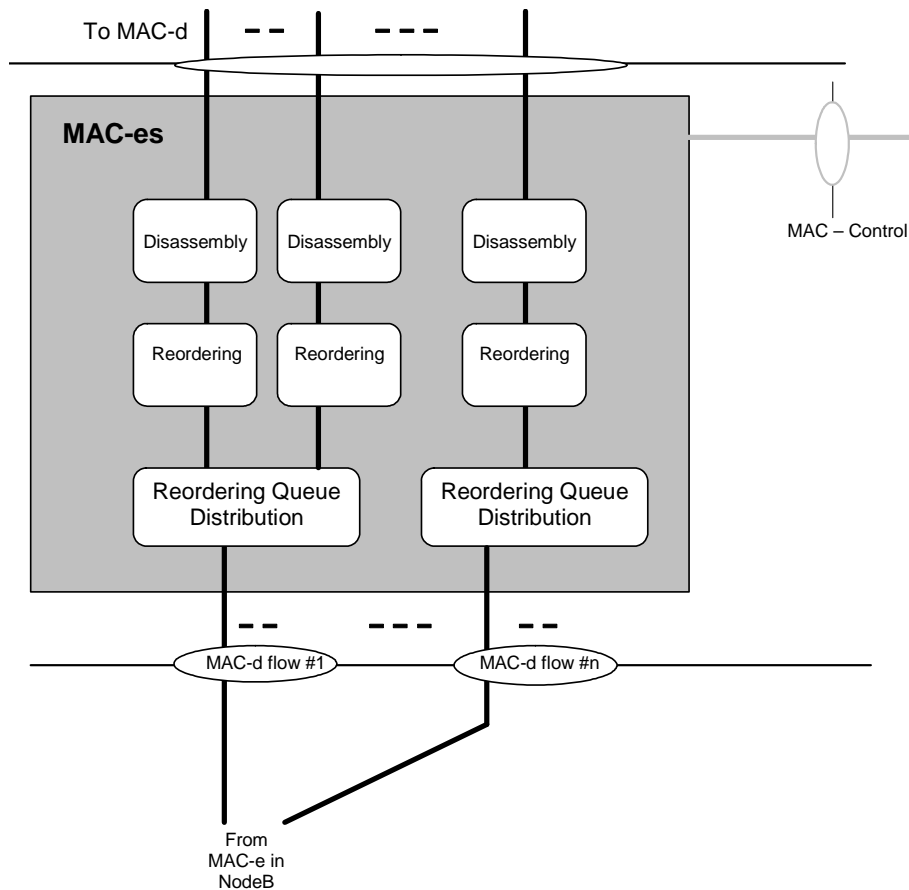 To MAC-d
MAC-es
MAC – Control
Disassembly
Disassembly
Disassembly
Reordering
Reordering
Reordering
Reordering Queue
Distribution
Reordering Queue
Distribution
MAC-d flow #1
MAC-d flow #n
From
MAC-e in
NodeB